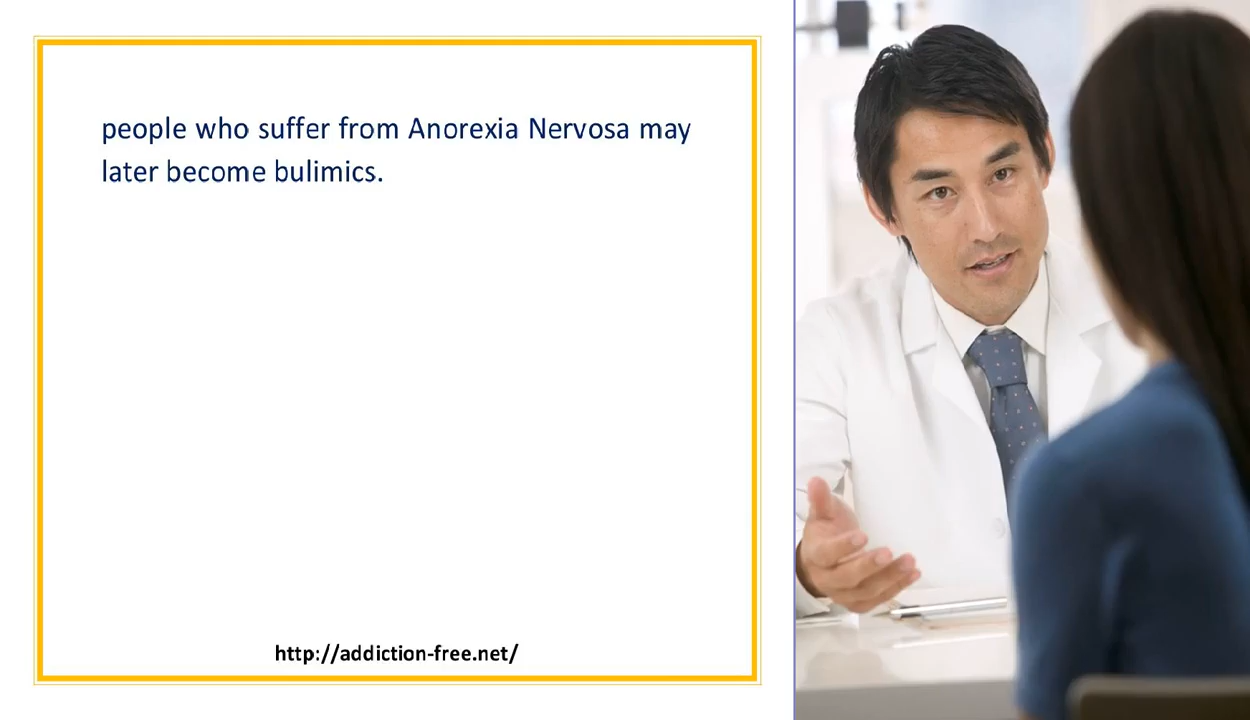 people who suffer from Anorexia Nervosa may
later become bulimics.
http://addiction-free.net/